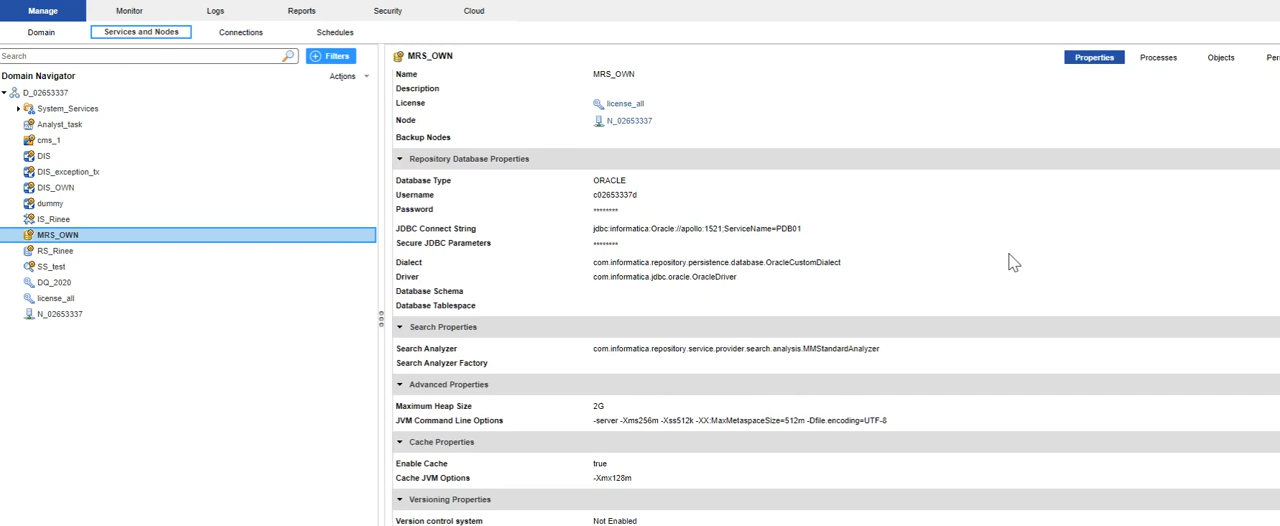 Manage Monitor Logs Reports Security Cloud
Domain Services and Nodes Connections Schedules
Search Filters
Domain Navigator Actions
D_02653337
System_Services
Analyst_task
cms_1
DIS
DIS_exception_tx
DIS_OWN
dummy
IS_Rinee
MRS_OWN
RS_Rinee
SS_test
DQ_2020
license_all
N_02653337
MRS_OWN Properties Processes Objects Per
Name MRS_OWN
Description
License license_all
Node N_02653337
Backup Nodes
Repository Database Properties
Database Type ORACLE
Username c02653337d
Password ********
JDBC Connect String jdbc:informatica:Oracle://apollo:1521;ServiceName=PDB01
Secure JDBC Parameters ********
Dialect com.informatica.repository.persistence.database.OracleCustomDialect
Driver com.informatica.jdbc.oracle.OracleDriver
Database Schema
Database Tablespace
Search Properties
Search Analyzer com.informatica.repository.service.provider.search.analysis.MMStandardAnalyzer
Search Analyzer Factory
Advanced Properties
Maximum Heap Size 2G
JVM Command Line Options -server -Xms256m -Xss512k -XX:MaxMetaspaceSize=512m -Dfile.encoding=UTF-8
Cache Properties
Enable Cache true
Cache JVM Options -Xmx128m
Versioning Properties
Version control system Not Enabled